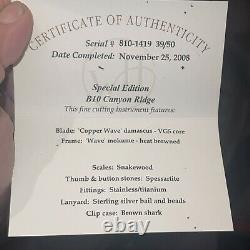 CERTIFICATE OF AUTHENTICITY
Serial # 810-1419 39/50
Date Completed: November 25, 2008
Special Edition
B10 Canyon Ridge
This fine cutting instrument features:
Blade: 'Copper Wave' damascus - VG5 core
Frame: 'Wave' mokume - heat browned
Scales: Snakewood
Thumb & button stones: Spessartite
Fittings: Stainless/titanium
Lanyard: Sterling silver bail and beads
Clip case: Brown shark